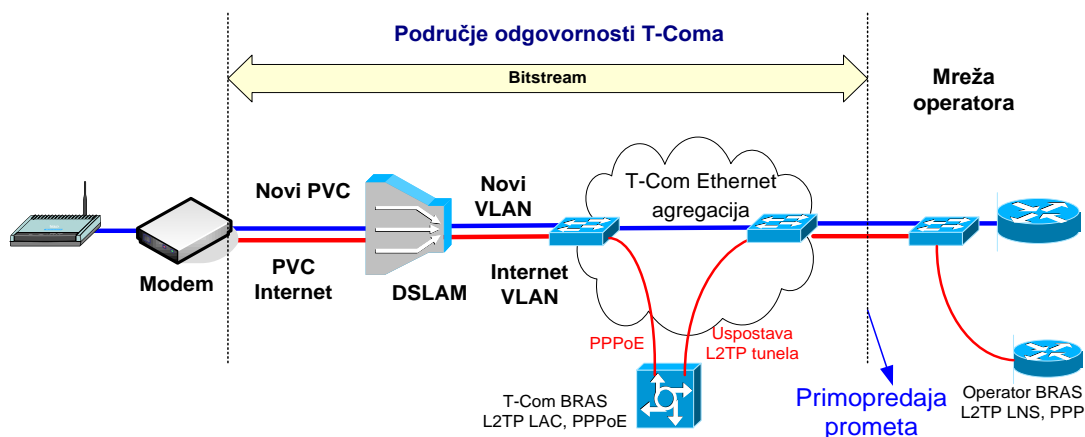 Područje odgovornosti T-Coma
Bitstream
Mreža
operatora
Novi PVC
Novi
VLAN
T-Com Ethernet
agregacija
Modem
PVC
Internet
DSLAM
Internet
VLAN
PPPoE
Uspostava
L2TP tunela
T-Com BRAS
L2TP LAC, PPPoE
Primopredaja
prometa
Operator BRAS
L2TP LNS, PPP